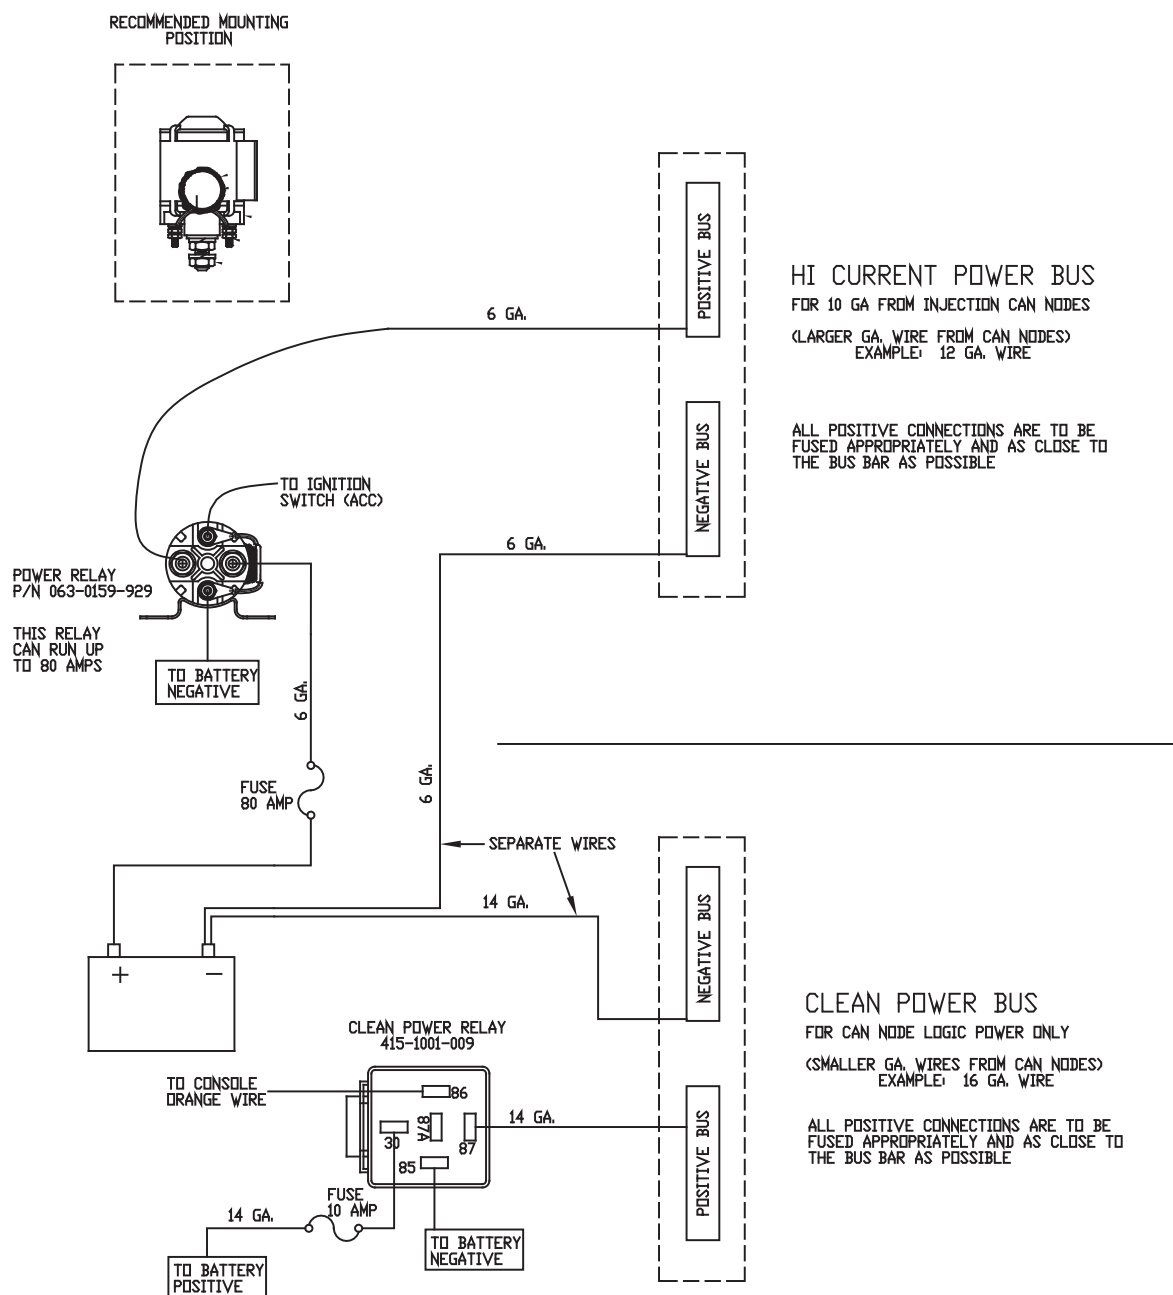 RECOMMENDED MOUNTING
POSITION
POSITIVE BUS
HI CURRENT POWER BUS
FOR 10 GA FROM INJECTION CAN NODES
(LARGER GA. WIRE FROM CAN NODES)
EXAMPLE: 12 GA. WIRE
6 GA.
NEGATIVE BUS
ALL POSITIVE CONNECTIONS ARE TO BE
FUSED APPROPRIATELY AND AS CLOSE TO
THE BUS BAR AS POSSIBLE
TO IGNITION
SWITCH (ACC)
6 GA.
POWER RELAY
P/N 063-0159-929
THIS RELAY
CAN RUN UP
TO 80 AMPS
TO BATTERY
NEGATIVE
6 GA.
FUSE
80 AMP
6 GA.
SEPARATE WIRES
14 GA.
NEGATIVE BUS
+
-
CLEAN POWER BUS
FOR CAN NODE LOGIC POWER ONLY
(SMALLER GA. WIRES FROM CAN NODES)
EXAMPLE: 16 GA. WIRE
CLEAN POWER RELAY
415-1001-009
TO CONSOLE
ORANGE WIRE
86
87A
30
87
85
14 GA.
POSITIVE BUS
ALL POSITIVE CONNECTIONS ARE TO BE
FUSED APPROPRIATELY AND AS CLOSE TO
THE BUS BAR AS POSSIBLE
FUSE
10 AMP
14 GA.
TO BATTERY
NEGATIVE
TO BATTERY
POSITIVE